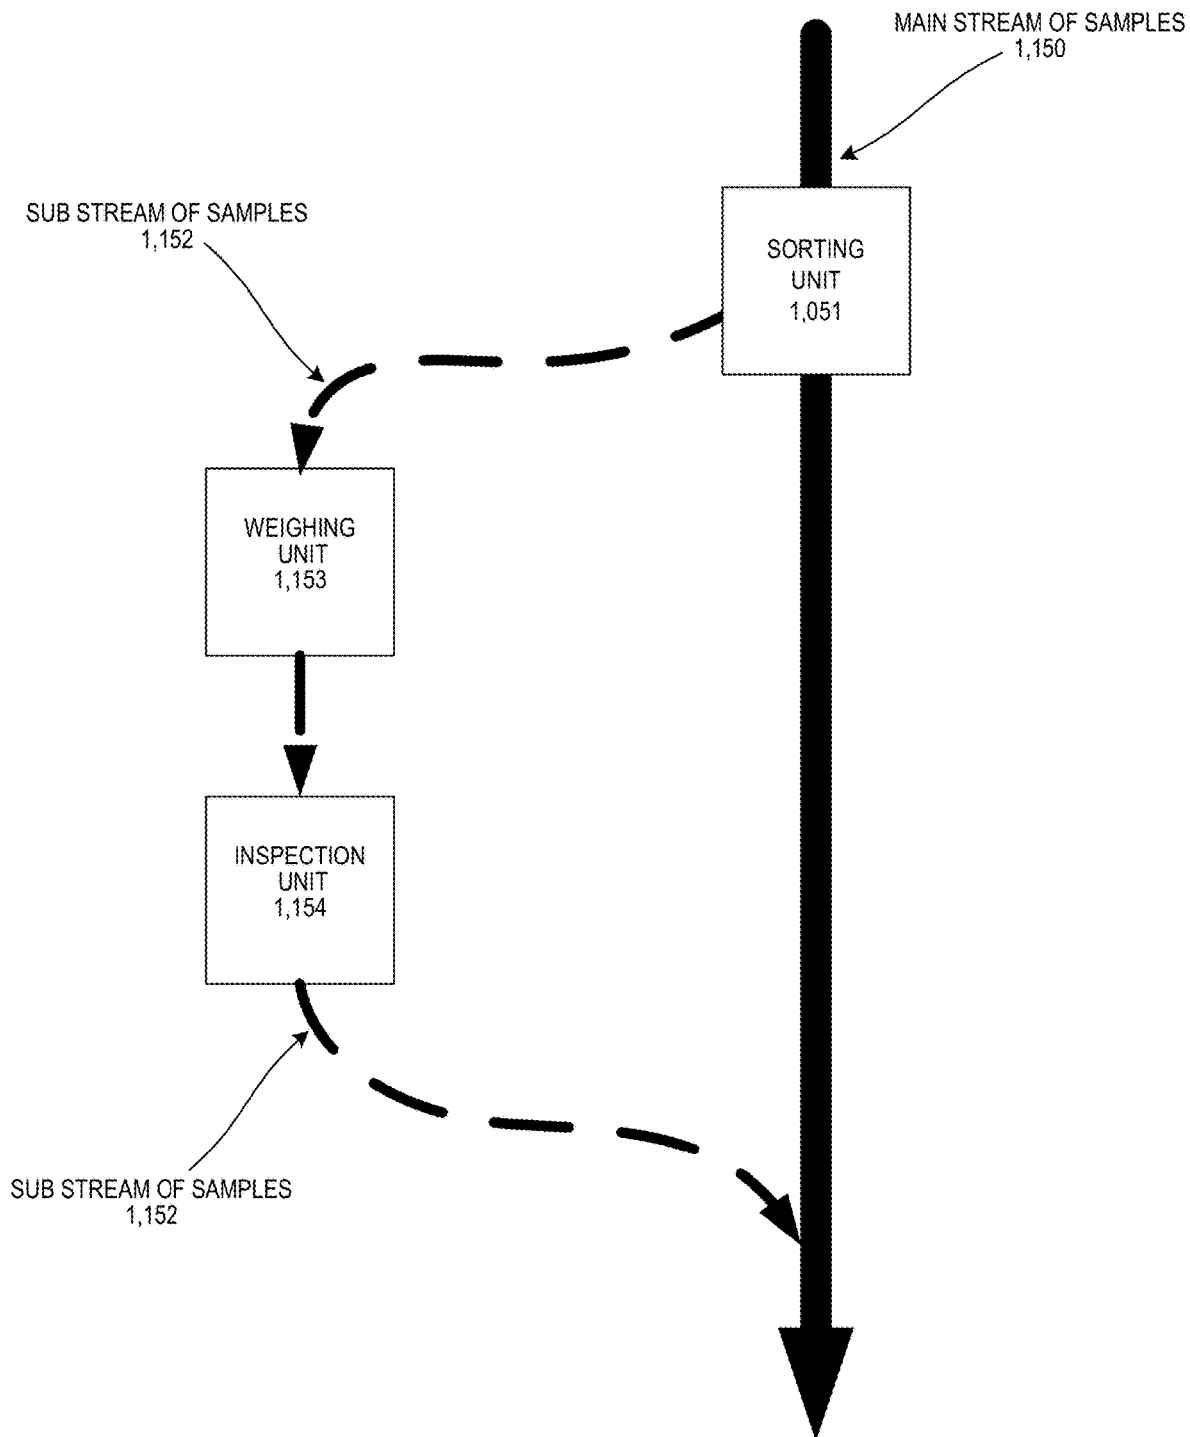 MAIN STREAM OF SAMPLES
1,150
SUB STREAM OF SAMPLES
1,152
SORTING
UNIT
1,051
WEIGHING
UNIT
1,153
INSPECTION
UNIT
1,154
SUB STREAM OF SAMPLES
1,152